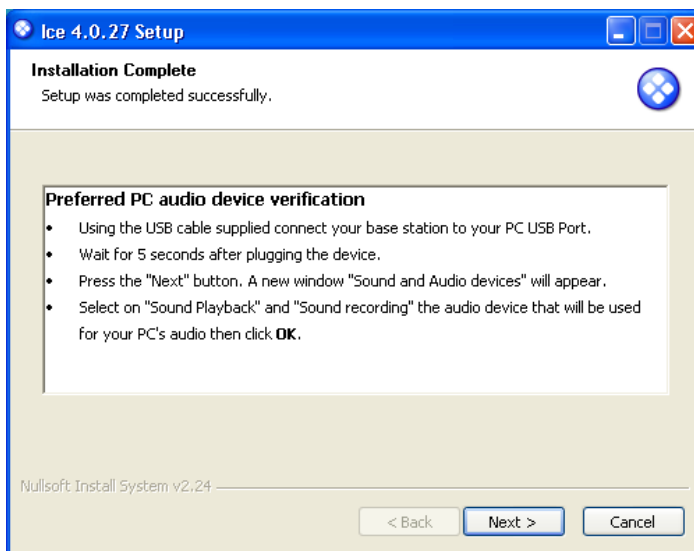 Ice 4.0.27 Setup
Installation Complete
Setup was completed successfully.
Preferred PC audio device verification
• Using the USB cable supplied connect your base station to your PC USB Port.
• Wait for 5 seconds after plugging the device.
• Press the "Next" button. A new window "Sound and Audio devices" will appear.
• Select on "Sound Playback" and "Sound recording" the audio device that will be used
for your PC's audio then click OK.
Nullsoft Install System v2.24
< Back Next > Cancel